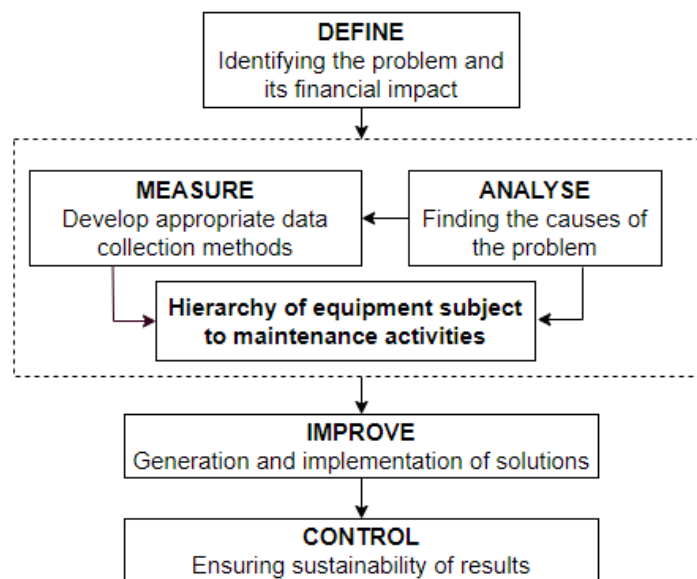 DEFINE
Identifying the problem and
its financial impact
MEASURE
Develop appropriate data
collection methods
ANALYSE
Finding the causes of
the problem
Hierarchy of equipment subject
to maintenance activities
IMPROVE
Generation and implementation of solutions
CONTROL
Ensuring sustainability of results